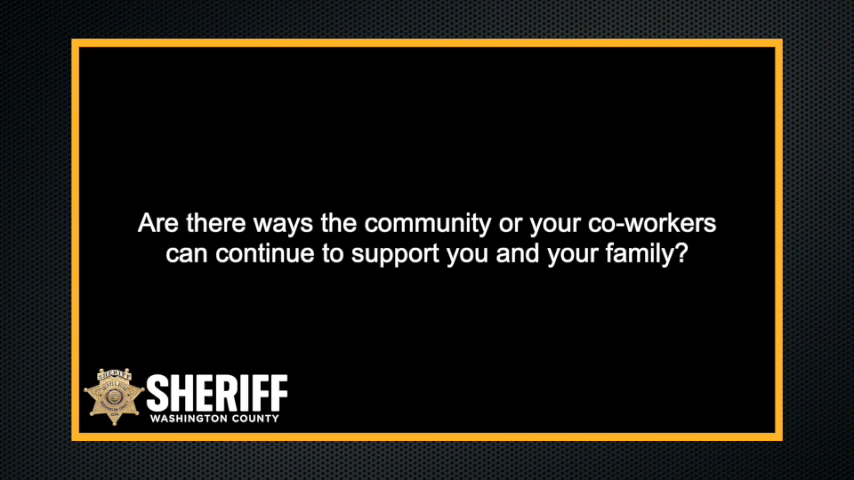 Are there ways the community or your co-workers
can continue to support you and your family?
SHERIFF
SHERIFF
WASHINGTON COUNTY